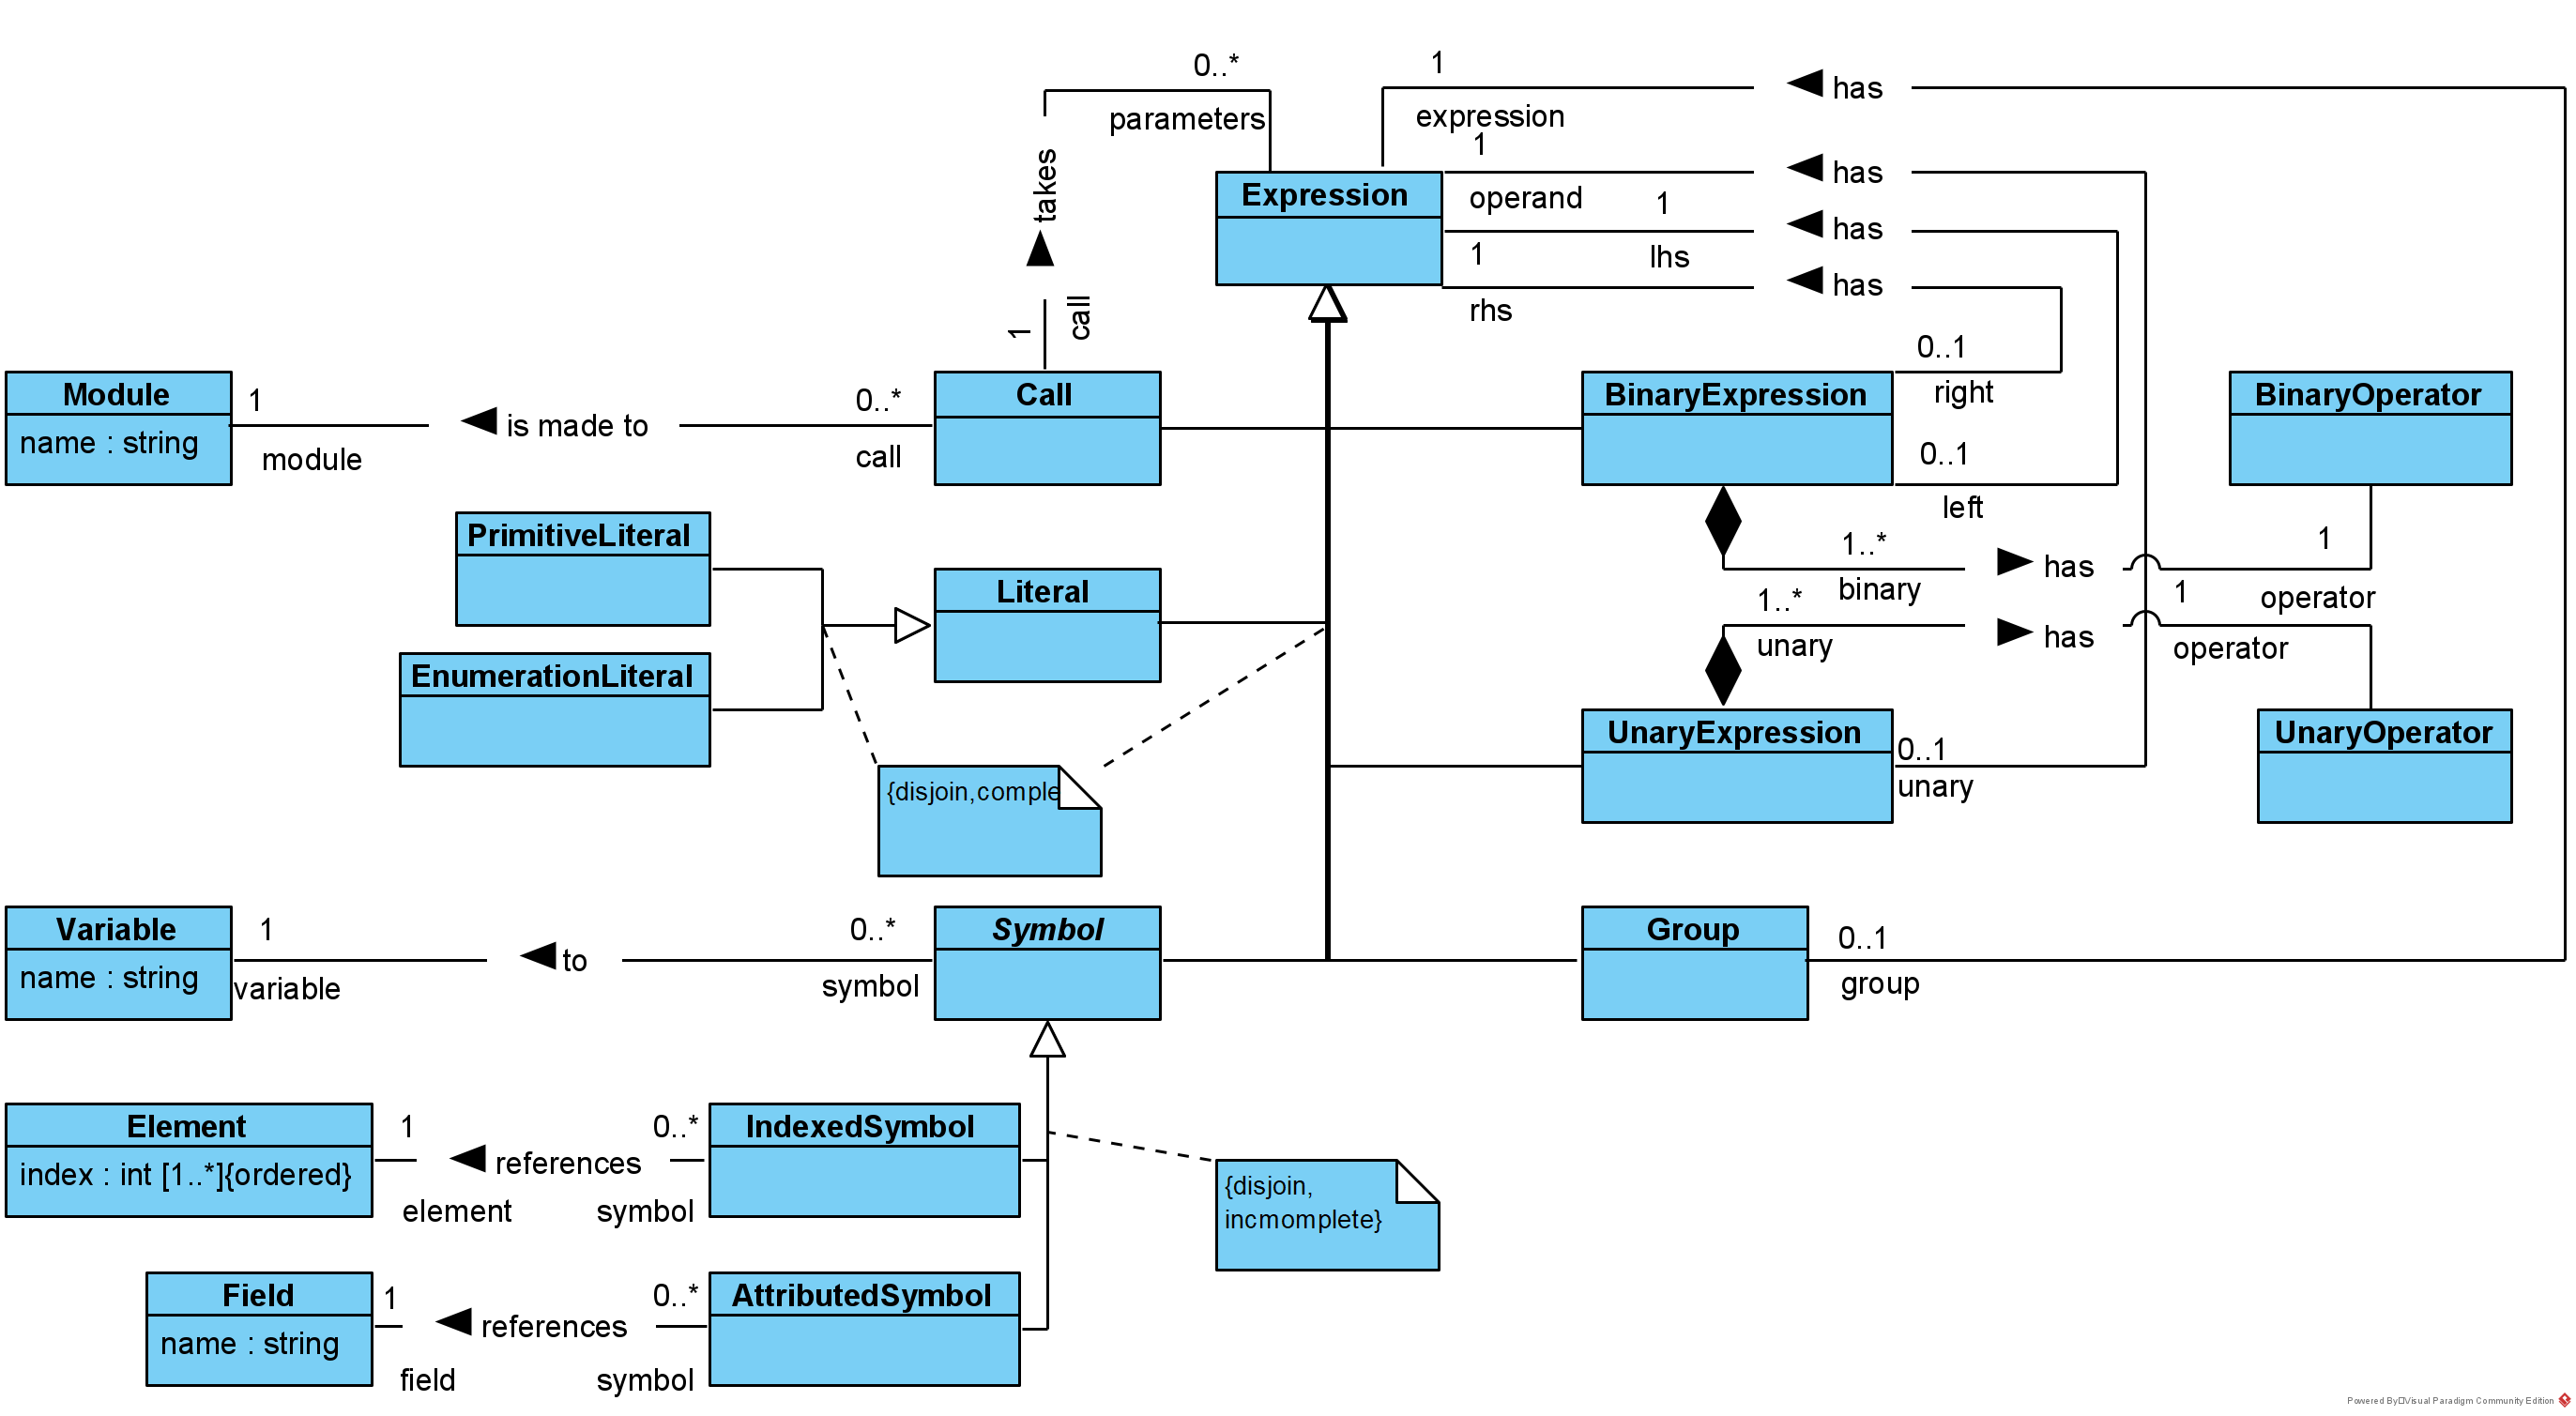 0..*
1
has
parameters
expression
1
has
takes
Expression
operand
1
has
1
lhs
has
rhs
call
1
0..1
Module
1
0..*
Call
BinaryExpression
right
BinaryOperator
name : string
is made to
module
call
0..1
left
PrimitiveLiteral
1..*
has
1
binary
Literal
1..*
1
operator
unary
has
operator
EnumerationLiteral
UnaryExpression
0..1
UnaryOperator
unary
{disjoin,comple
Variable
1
0..*
Symbol
Group
0..1
name : string
to
variable
symbol
group
Element
1
0..*
IndexedSymbol
index : int [1..*]{ordered}
references
{disjoin,
incmomplete}
element
symbol
Field
1
0..*
AttributedSymbol
name : string
references
field
symbol
Powered By Visual Paradigm Community Edition